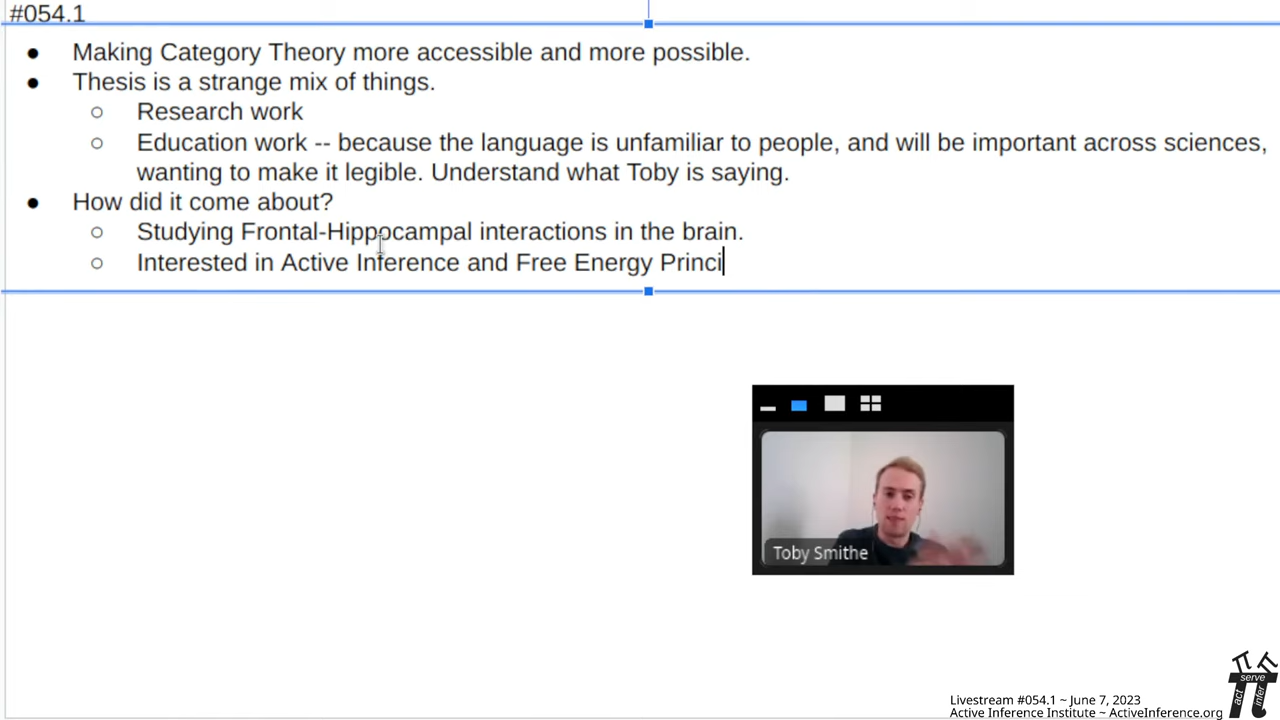 #054.1
● Making Category Theory more accessible and more possible.
● Thesis is a strange mix of things.
○ Research work
○ Education work -- because the language is unfamiliar to people, and will be important across sciences,
wanting to make it legible. Understand what Toby is saying.
● How did it come about?
○ Studying Frontal-Hippocampal interactions in the brain.
○ Interested in Active Inference and Free Energy Princi
Toby Smithe
act
serve
infer
Livestream #054.1 ~ June 7, 2023
Active Inference Institute ~ ActiveInference.org